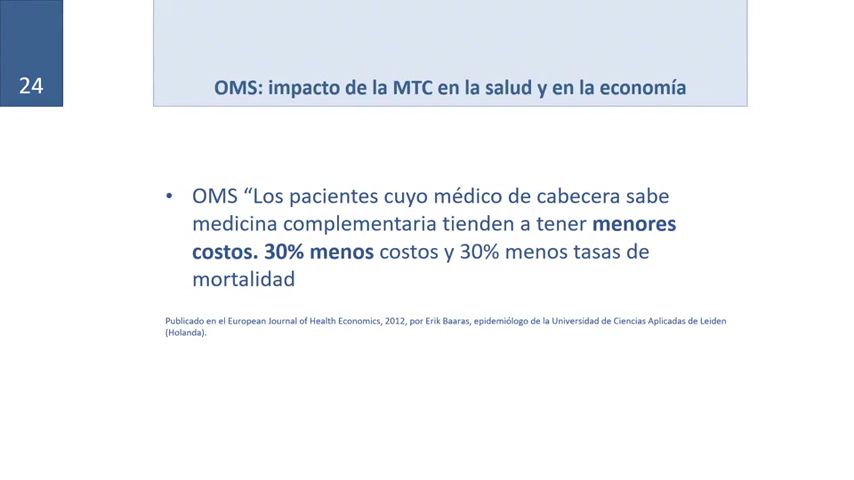 24
OMS: impacto de la MTC en la salud y en la economía
• OMS “Los pacientes cuyo médico de cabecera sabe
medicina complementaria tienden a tener menores
costos. 30% menos costos y 30% menos tasas de
mortalidad
Publicado en el European Journal of Health Economics, 2012, por Erik Baaras, epidemiólogo de la Universidad de Ciencias Aplicadas de Leiden
(Holanda).